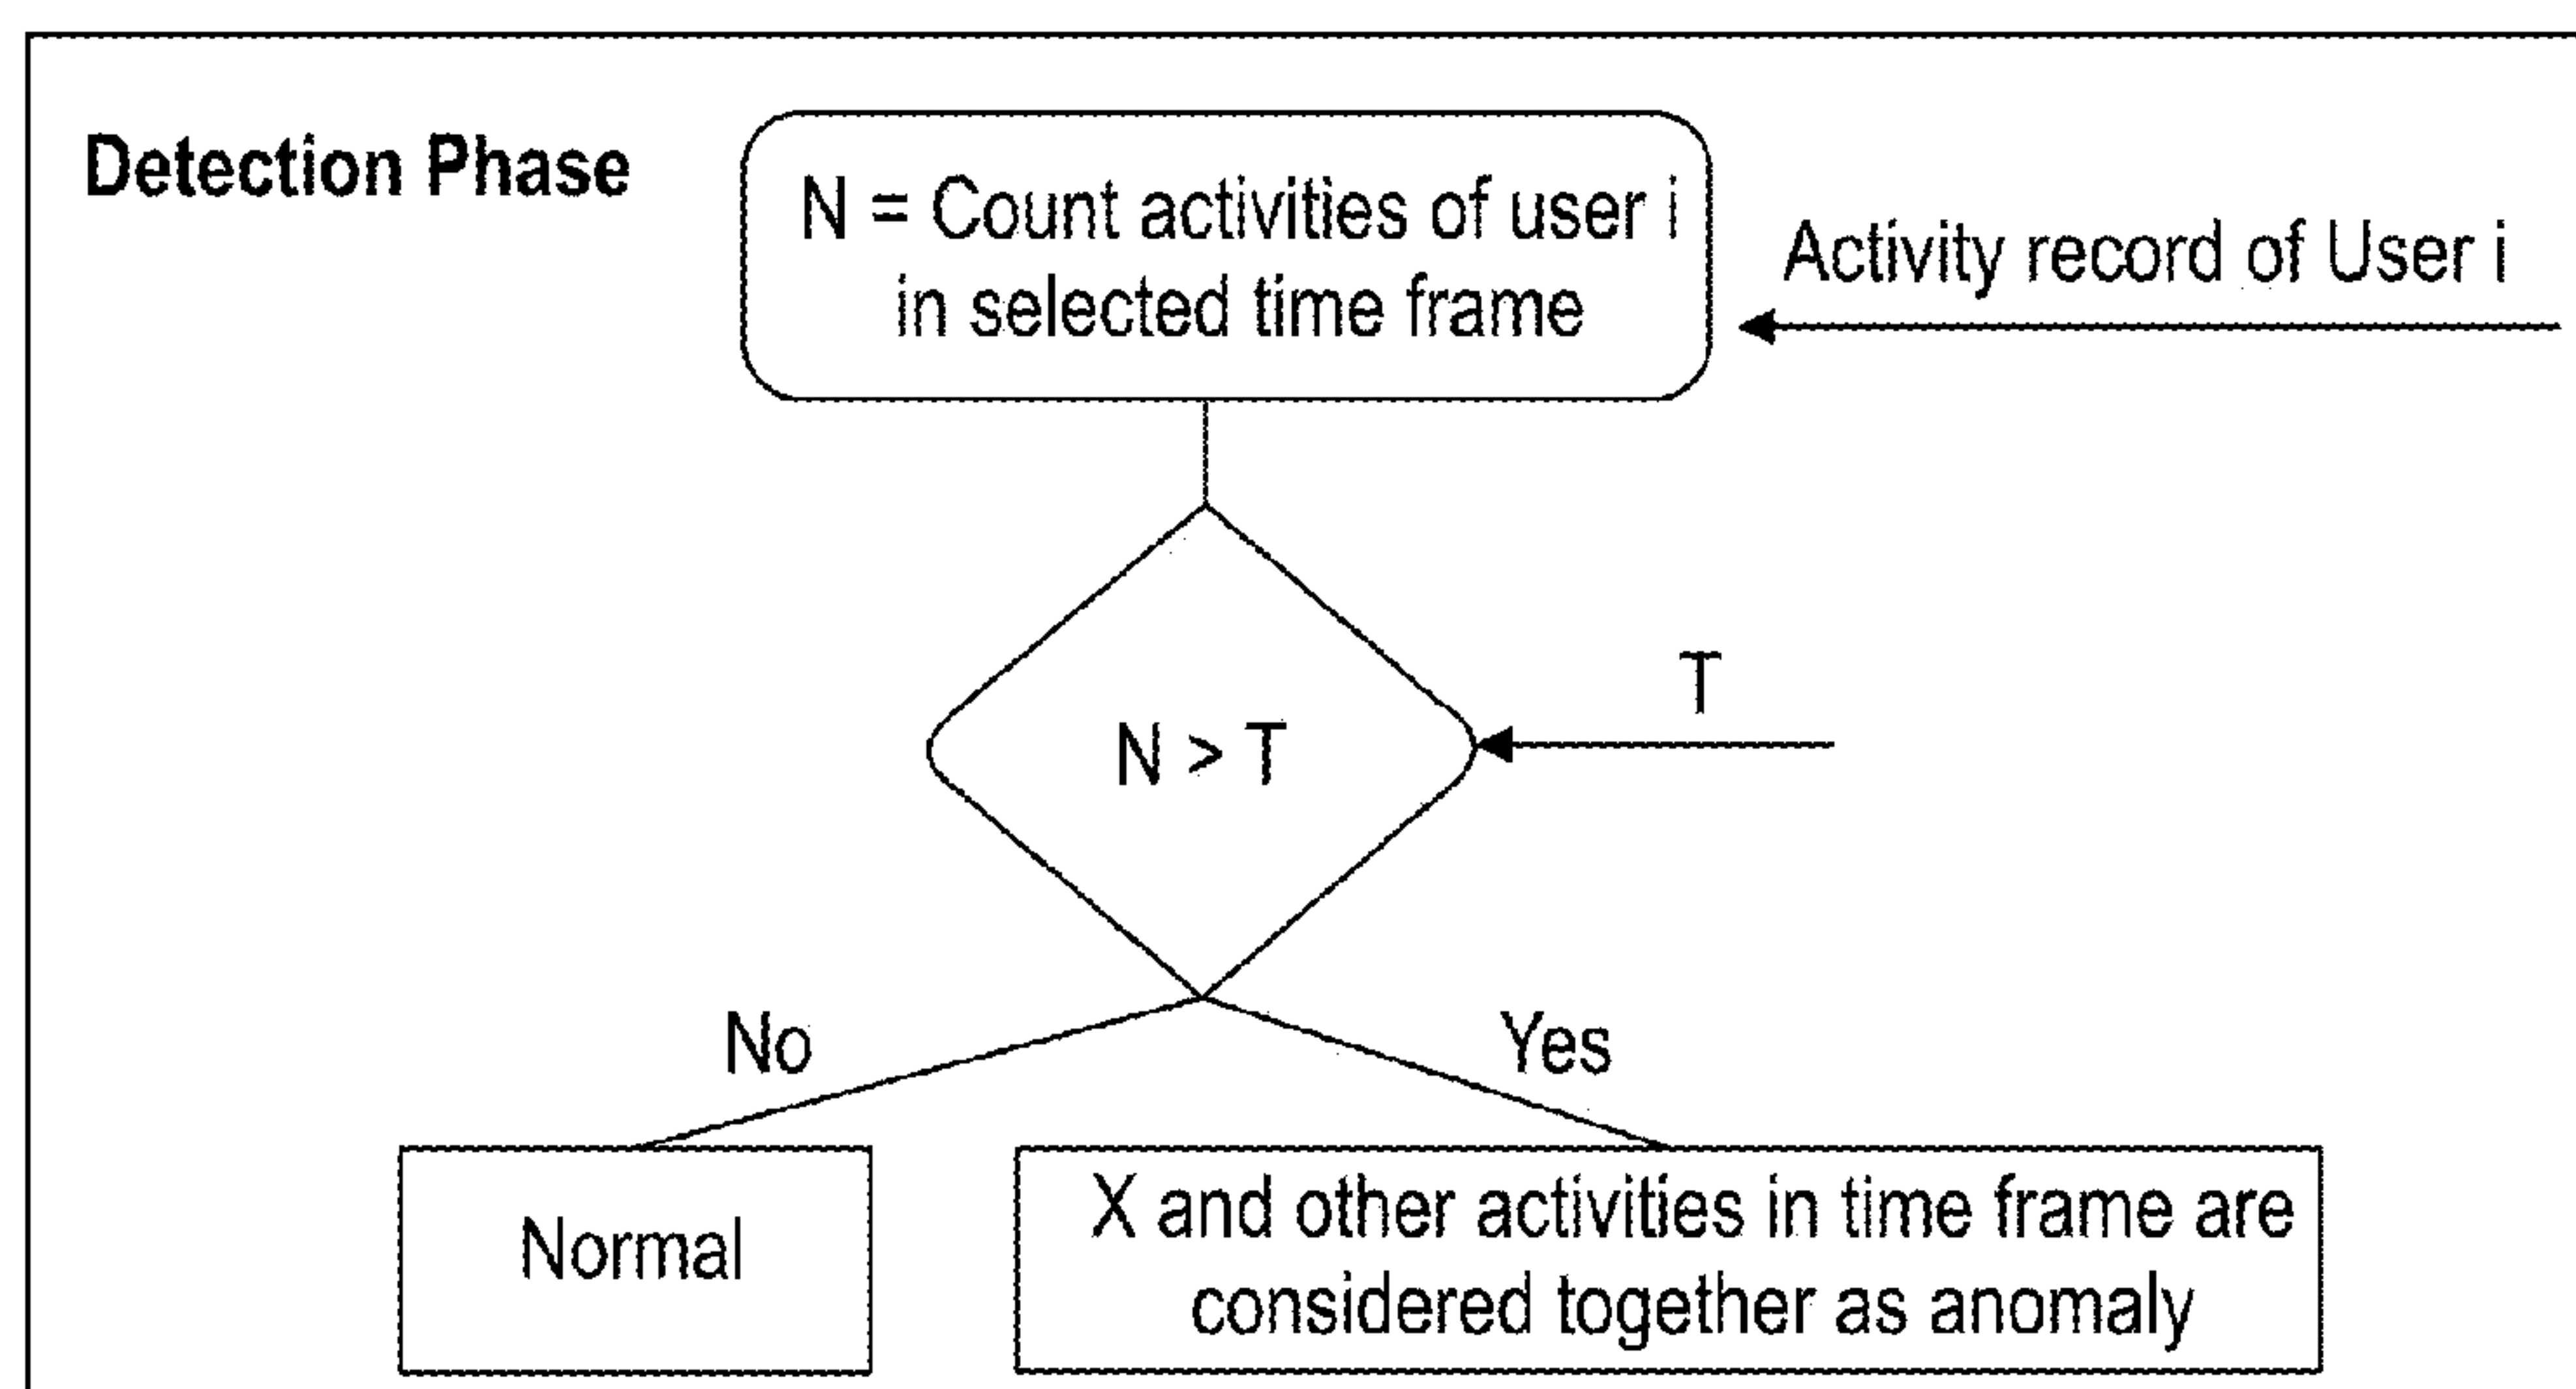 Detection Phase
N = Count activities of user i
in selected time frame
Activity record of User i
T
N > T
No
Yes
Normal
X and other activities in time frame are
considered together as anomaly